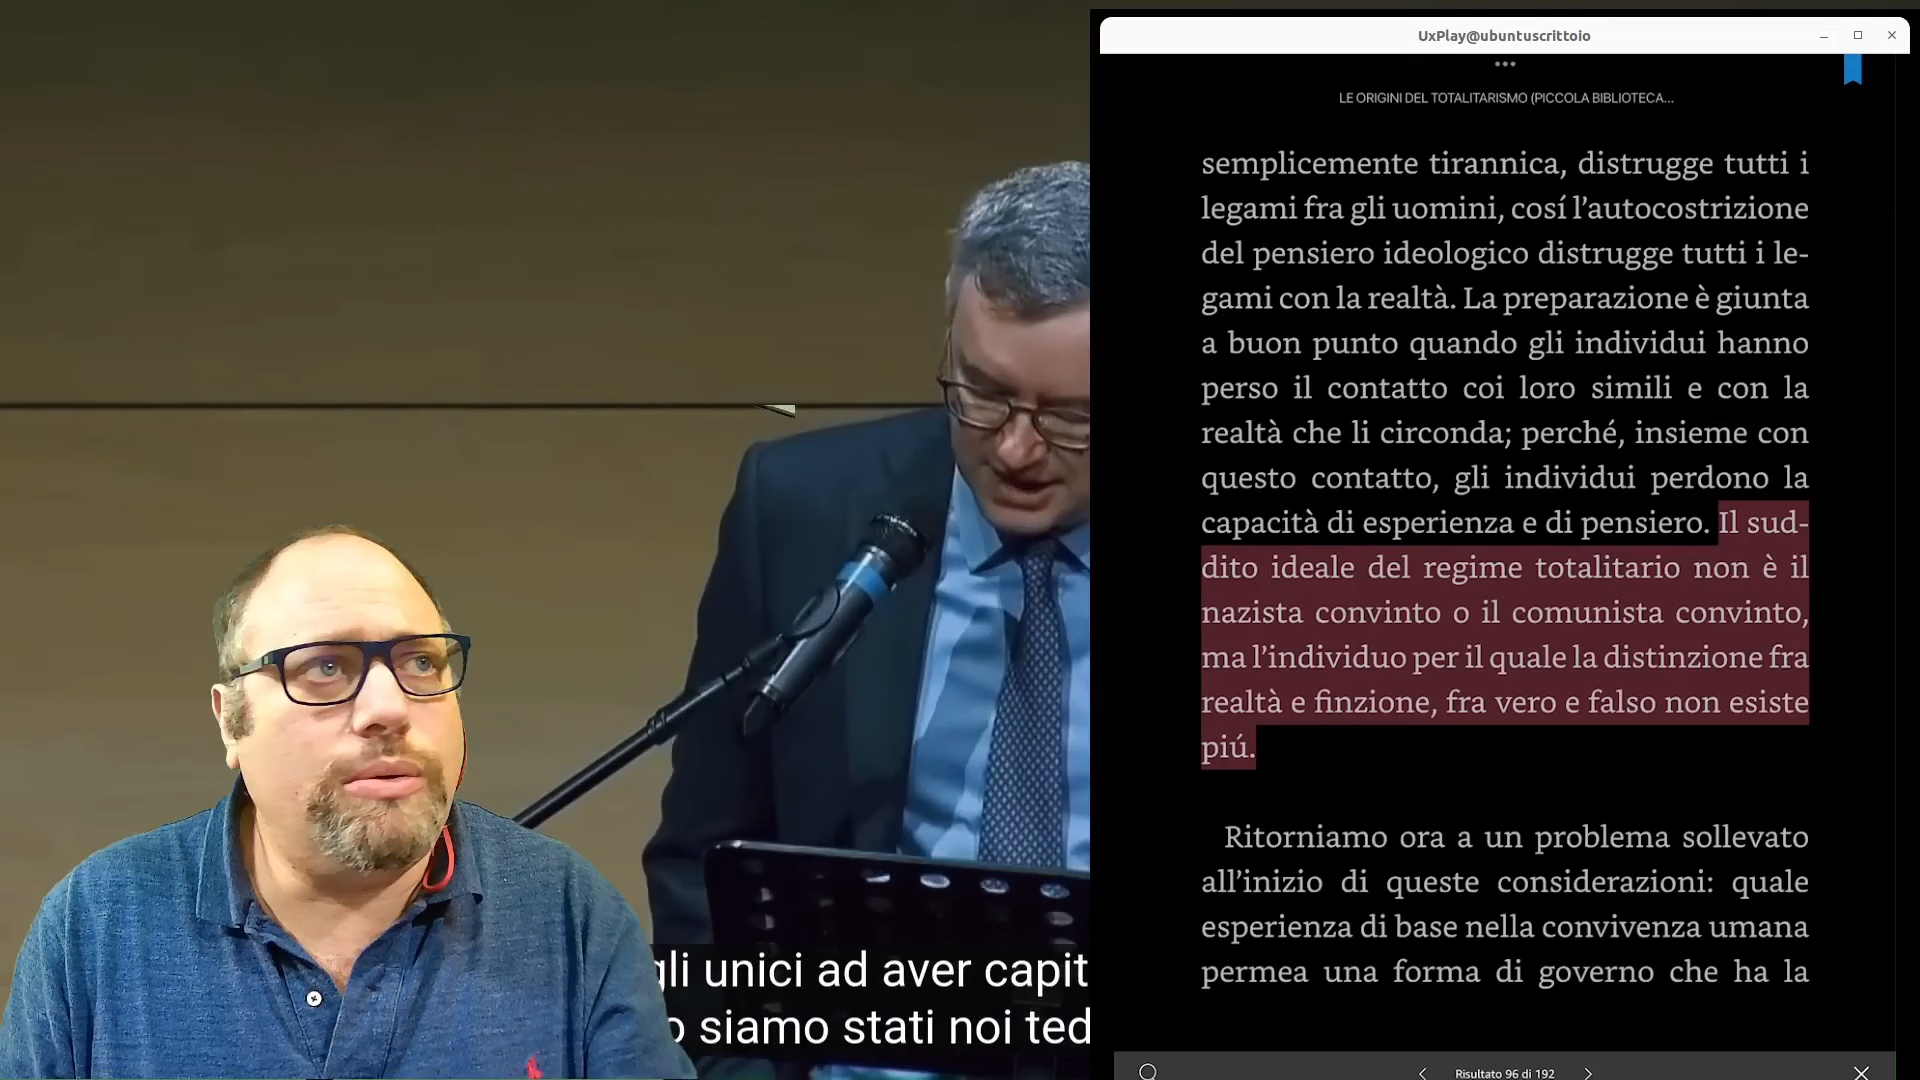 UxPlay@ubuntuscrittoio
LE ORIGINI DEL TOTALITARISMO (PICCOLA BIBLIOTECA...
semplicemente tirannica, distrugge tutti i
legami fra gli uomini, cosí l’autocostrizione
del pensiero ideologico distrugge tutti i le-
gami con la realtà. La preparazione è giunta
a buon punto quando gli individui hanno
perso il contatto coi loro simili e con la
realtà che li circonda; perché, insieme con
questo contatto, gli individui perdono la
capacità di esperienza e di pensiero. Il sud-
dito ideale del regime totalitario non è il
nazista convinto o il comunista convinto,
ma l’individuo per il quale la distinzione fra
realtà e finzione, fra vero e falso non esiste
piú.
Ritorniamo ora a un problema sollevato
all’inizio di queste considerazioni: quale
esperienza di base nella convivenza umana
permea una forma di governo che ha la
Risultato 96 di 192
gli unici ad aver capit
o siamo stati noi ted